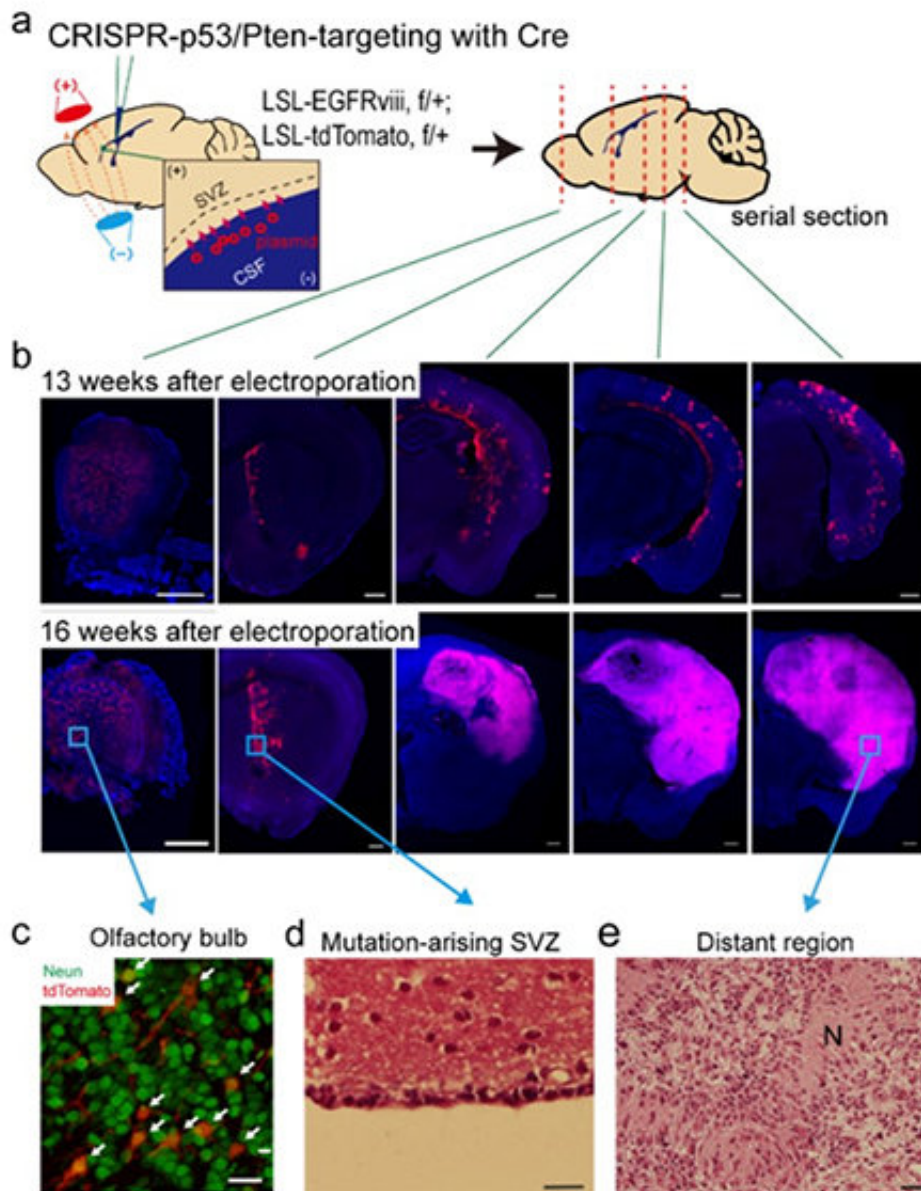 a
CRISPR-p53/Pten-targeting with Cre
(+)
LSL-EGFRviii, f/+;
LSL-tdTomato, f/+
(+)
SVZ
plasmid
CSF
(-)
(-)
serial section
b
13 weeks after electroporation
16 weeks after electroporation
c
Olfactory bulb
Neun
tdTomato
d
Mutation-arising SVZ
e
Distant region
N